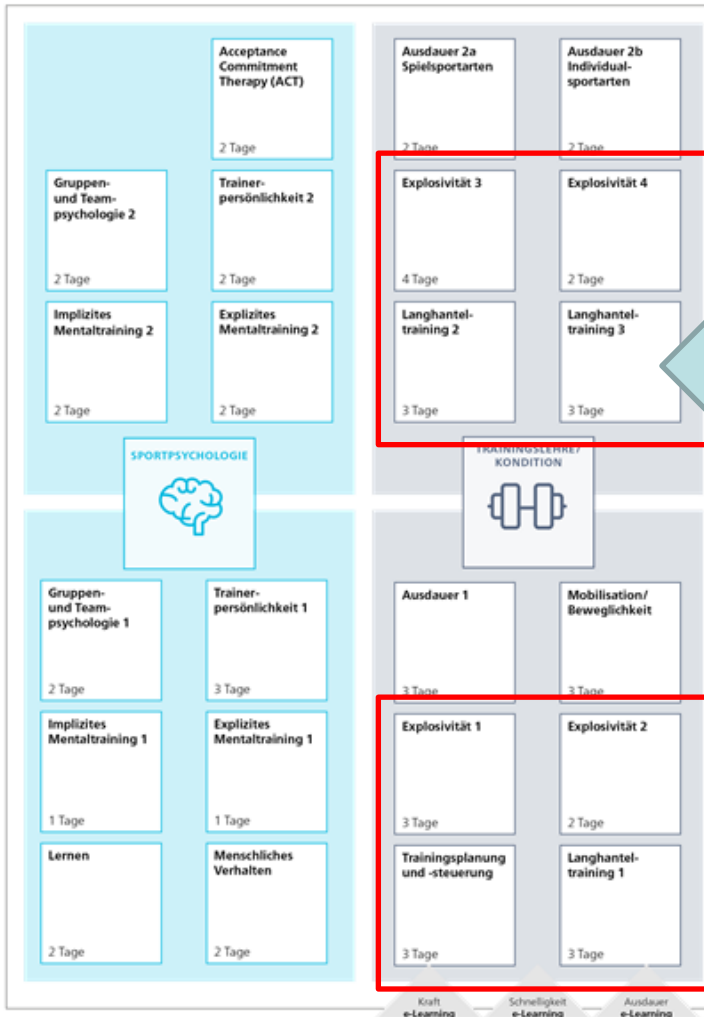 Acceptance
Commitment
Therapy (ACT)
2 Tage
Gruppen-
und Team-
psychologie 2
2 Tage
Trainer-
persönlichkeit 2
2 Tage
Implizites
Mentaltraining 2
2 Tage
Explizites
Mentaltraining 2
2 Tage
SPORTPSYCHOLOGIE
Gruppen-
und Team-
psychologie 1
2 Tage
Trainer-
persönlichkeit 1
3 Tage
Implizites
Mentaltraining 1
1 Tage
Explizites
Mentaltraining 1
1 Tage
Lernen
2 Tage
Menschliches
Verhalten
2 Tage
Ausdauer 2a
Spielsportarten
2 Tage
Ausdauer 2b
Individual-
sportarten
2 Tage
Explosivität 3
4 Tage
Explosivität 4
2 Tage
Langhantel-
training 2
3 Tage
Langhantel-
training 3
3 Tage
TRAININGSLEHRE/
KONDITION
Ausdauer 1
3 Tage
Mobilisation/
Beweglichkeit
3 Tage
Explosivität 1
3 Tage
Explosivität 2
2 Tage
Trainingsplanung
und -steuerung
3 Tage
Langhantel-
training 1
3 Tage
Kraft
e-Learning
Schnelligkeit
e-Learning
Ausdauer
e-Learning